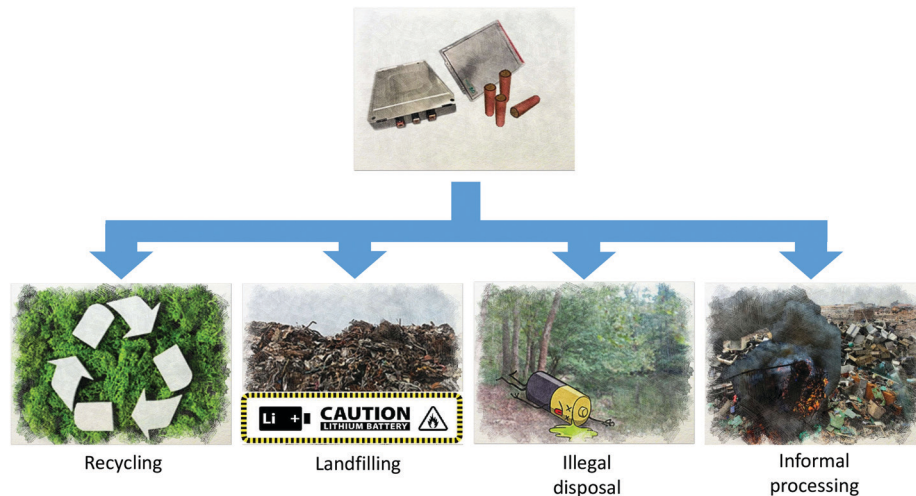 Li +
CAUTION
LITHIUM BATTERY
Recycling
Landfilling
Illegal
disposal
Informal
processing